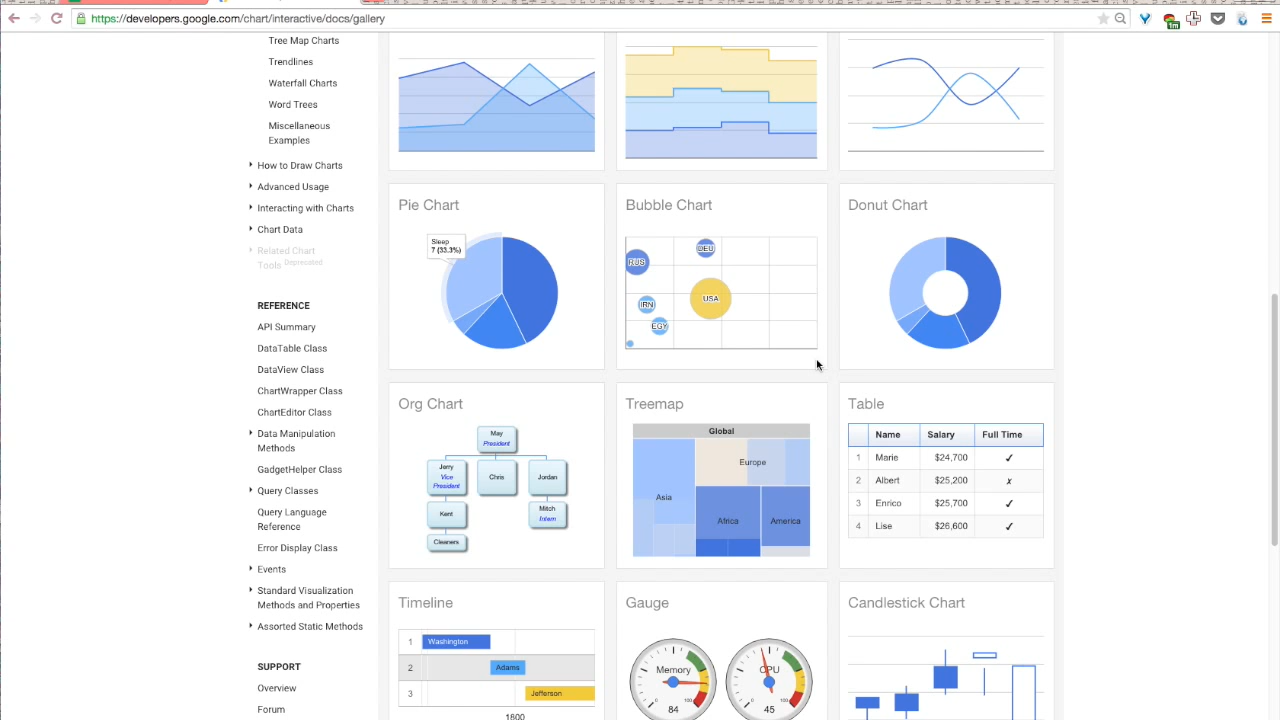 https://developers.google.com/chart/interactive/docs/gallery
1m
Tree Map Charts
Trendlines
Waterfall Charts
Word Trees
Miscellaneous
Examples
How to Draw Charts
Advanced Usage
Interacting with Charts
Chart Data
Related Chart
Tools Deprecated
REFERENCE
API Summary
DataTable Class
DataView Class
ChartWrapper Class
ChartEditor Class
Data Manipulation
Methods
GadgetHelper Class
Query Classes
Query Language
Reference
Error Display Class
Events
Standard Visualization
Methods and Properties
Assorted Static Methods
SUPPORT
Overview
Forum
Pie Chart
Sleep
7 (33.3%)
Bubble Chart
RUS
DEU
IRN
USA
EGY
Donut Chart
Org Chart
May
President
Jerry
Vice
President
Chris
Jordan
Kent
Mitch
Intern
Cleaners
Treemap
Global
Asia
Europe
Africa
America
Table
Name Salary Full Time
1 Marie $24,700 ✓
2 Albert $25,200 ✗
3 Enrico $25,700 ✓
4 Lise $26,600 ✓
Timeline
1 Washington
2 Adams
3 Jefferson
1800
Gauge
Memory
0 100
84
CPU
0 100
45
Candlestick Chart